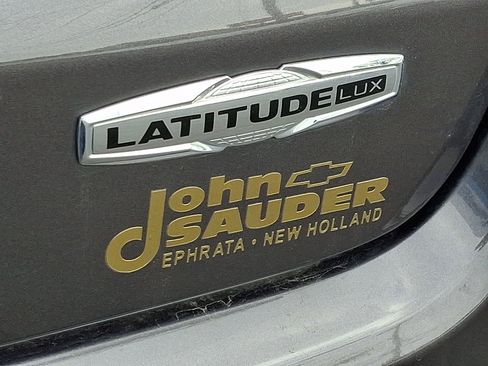 LATITUDE LUX
John
SAUDER
EPHRATA • NEW HOLLAND